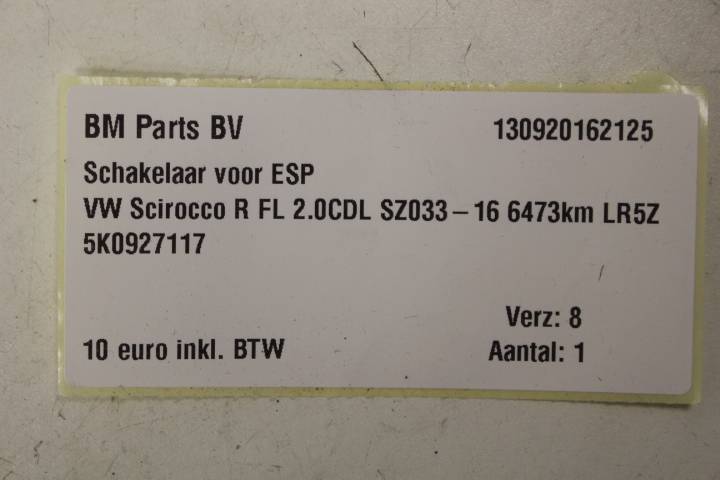 BM Parts BV 130920162125
Schakelaar voor ESP
VW Scirocco R FL 2.0CDL SZ033 – 16 6473km LR5Z
5K0927117
Verz: 8
10 euro inkl. BTW Aantal: 1